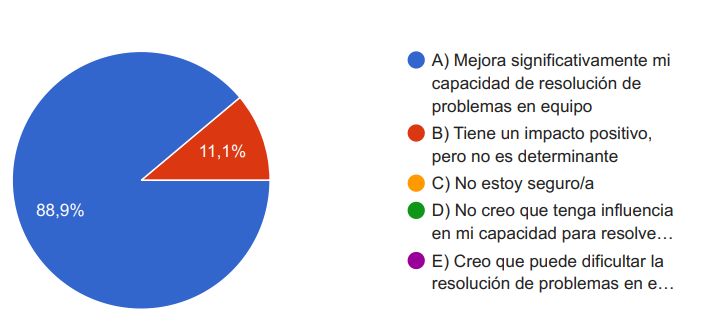 88,9%
11,1%
A) Mejora significativamente mi
capacidad de resolución de
problemas en equipo
B) Tiene un impacto positivo,
pero no es determinante
C) No estoy seguro/a
D) No creo que tenga influencia
en mi capacidad para resolve…
E) Creo que puede dificultar la
resolución de problemas en e…